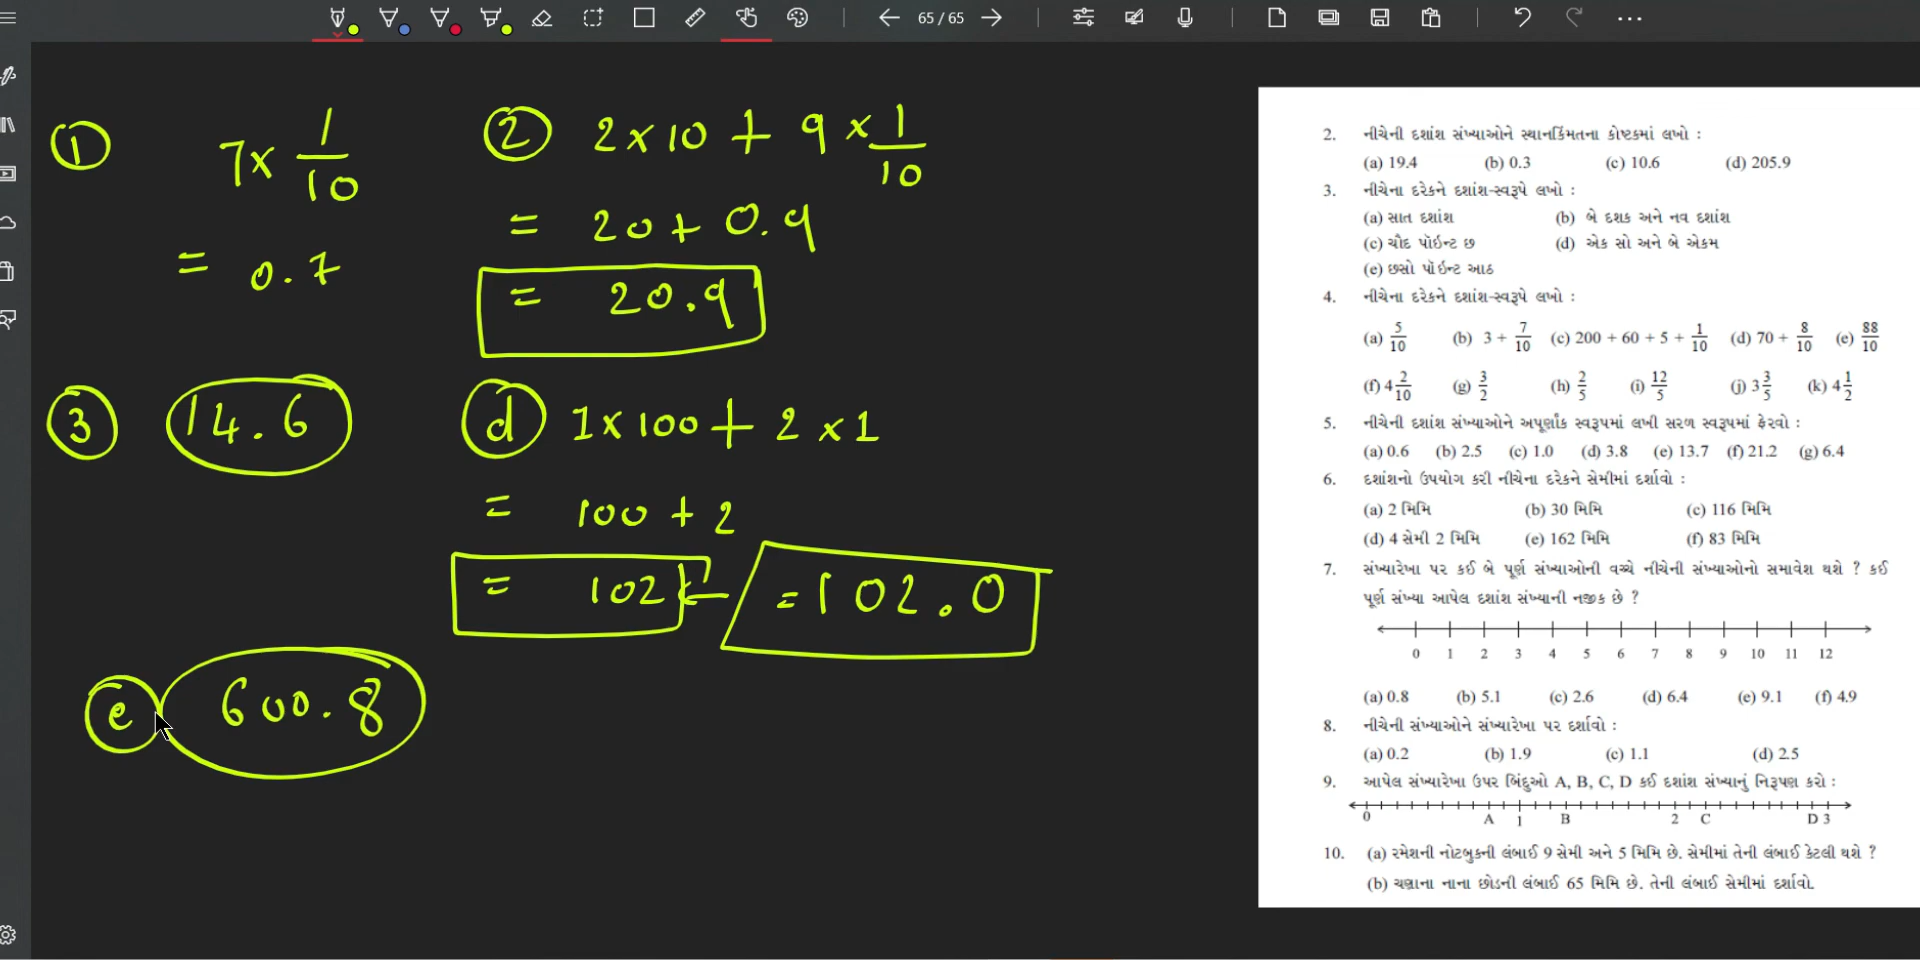 65 / 65
① 7 × 1/10
= 0.7
② 2 × 10 + 9 × 1/10
= 20 + 0.9
= 20.9
③ 14.6
ⓓ 1 × 100 + 2 × 1
= 100 + 2
= 102
= 102.0
ⓔ 600.8
2. નીચેની દશાંશ સંખ્યાઓને સ્થાનકિંમતના કોષ્ટકમાં લખો :
(a) 19.4 (b) 0.3 (c) 10.6 (d) 205.9
3. નીચેના દરેકને દશાંશ-સ્વરૂપે લખો :
(a) સાત દશાંશ (b) બે દશક અને નવ દશાંશ
(c) ચૌદ પૉઇન્ટ છ (d) એક સો અને બે એકમ
(e) છસો પૉઇન્ટ આઠ
4. નીચેના દરેકને દશાંશ-સ્વરૂપે લખો :
(a) 5/10 (b) 3 + 7/10 (c) 200 + 60 + 5 + 1/10 (d) 70 + 8/10 (e) 88/10
(f) 4 2/10 (g) 3/2 (h) 2/5 (i) 12/5 (j) 3 3/5 (k) 4 1/2
5. નીચેની દશાંશ સંખ્યાઓને અપૂર્ણાંક સ્વરૂપમાં લખી સરળ સ્વરૂપમાં ફેરવો :
(a) 0.6 (b) 2.5 (c) 1.0 (d) 3.8 (e) 13.7 (f) 21.2 (g) 6.4
6. દશાંશનો ઉપયોગ કરી નીચેના દરેકને સેમીમાં દર્શાવો :
(a) 2 મિમિ (b) 30 મિમિ (c) 116 મિમિ
(d) 4 સેમી 2 મિમિ (e) 162 મિમિ (f) 83 મિમિ
7. સંખ્યારેખા પર કઈ બે પૂર્ણ સંખ્યાઓની વચ્ચે નીચેની સંખ્યાઓનો સમાવેશ થશે ? કઈ
પૂર્ણ સંખ્યા આપેલ દશાંશ સંખ્યાની નજીક છે ?
0 1 2 3 4 5 6 7 8 9 10 11 12
(a) 0.8 (b) 5.1 (c) 2.6 (d) 6.4 (e) 9.1 (f) 4.9
8. નીચેની સંખ્યાઓને સંખ્યારેખા પર દર્શાવો :
(a) 0.2 (b) 1.9 (c) 1.1 (d) 2.5
9. આપેલ સંખ્યારેખા ઉપર બિંદુઓ A, B, C, D કઈ દશાંશ સંખ્યાનું નિરૂપણ કરો :
0 A 1 B 2 C D 3
10. (a) રમેશની નોટબુકની લંબાઈ 9 સેમી અને 5 મિમિ છે. સેમીમાં તેની લંબાઈ કેટલી થશે ?
(b) ચણાના નાના છોડની લંબાઈ 65 મિમિ છે. તેની લંબાઈ સેમીમાં દર્શાવો.